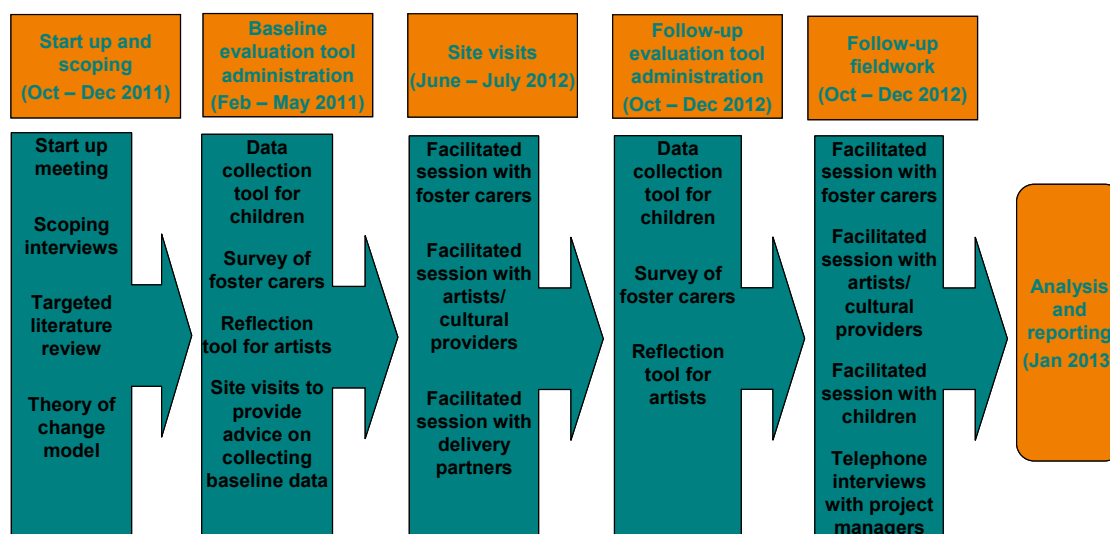 Start up and
scoping
(Oct – Dec 2011)
Baseline
evaluation tool
administration
(Feb – May 2011)
Site visits
(June – July 2012)
Follow-up
evaluation tool
administration
(Oct – Dec 2012)
Follow-up
fieldwork
(Oct – Dec 2012)
Start up
meeting
Scoping
interviews
Targeted
literature
review
Theory of
change
model
Data
collection
tool for
children
Survey of
foster carers
Reflection
tool for artists
Site visits to
provide
advice on
collecting
baseline data
Facilitated
session with
foster carers
Facilitated
session with
artists/
cultural
providers
Facilitated
session with
delivery
partners
Data
collection
tool for
children
Survey
of foster carers
Reflection
tool for
artists
Facilitated
session with
foster carers
Facilitated
session with
artists/
cultural
providers
Facilitated
session with
children
Telephone
interviews
with project
managers
Analysis
and
reporting
(Jan 2013